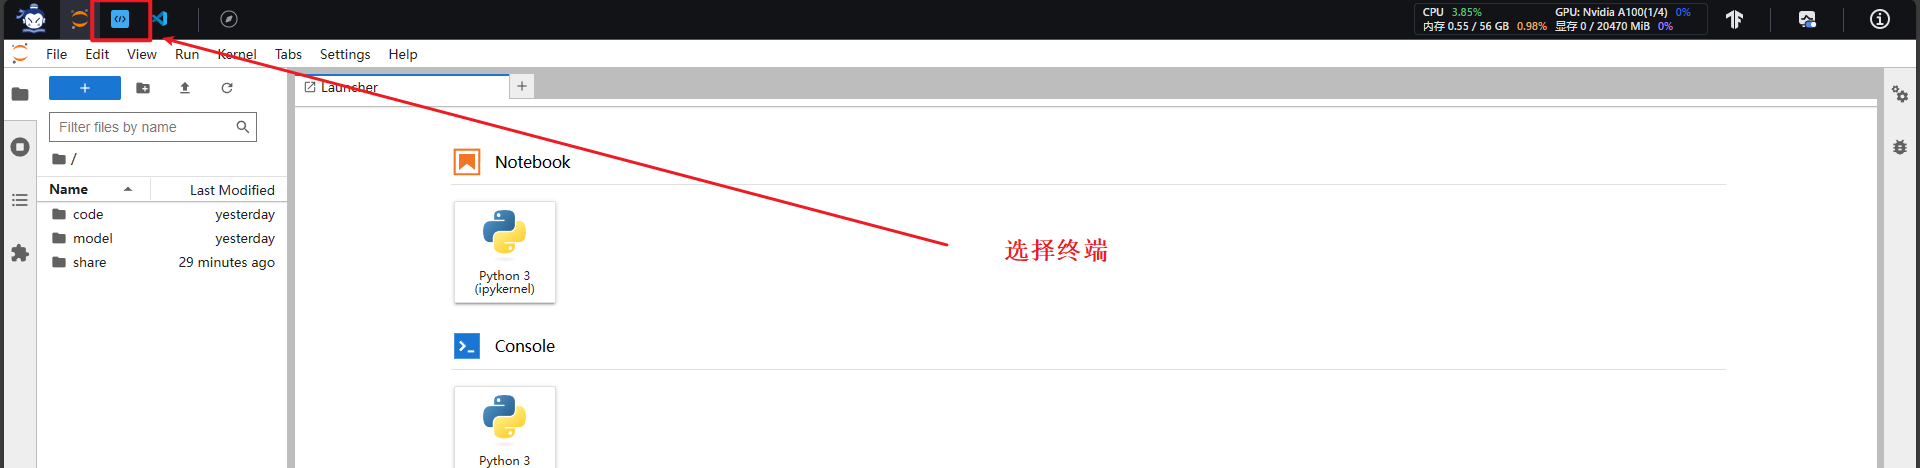 CPU 3.85% GPU: Nvidia A100(1/4) 0%
内存 0.55 / 56 GB 0.98% 显存 0 / 20470 MiB 0%
File Edit View Run Kernel Tabs Settings Help
Launcher
Filter files by name
/
Name Last Modified
code yesterday
model yesterday
share 29 minutes ago
Notebook
Python 3
(ipykernel)
选择终端
Console
Python 3